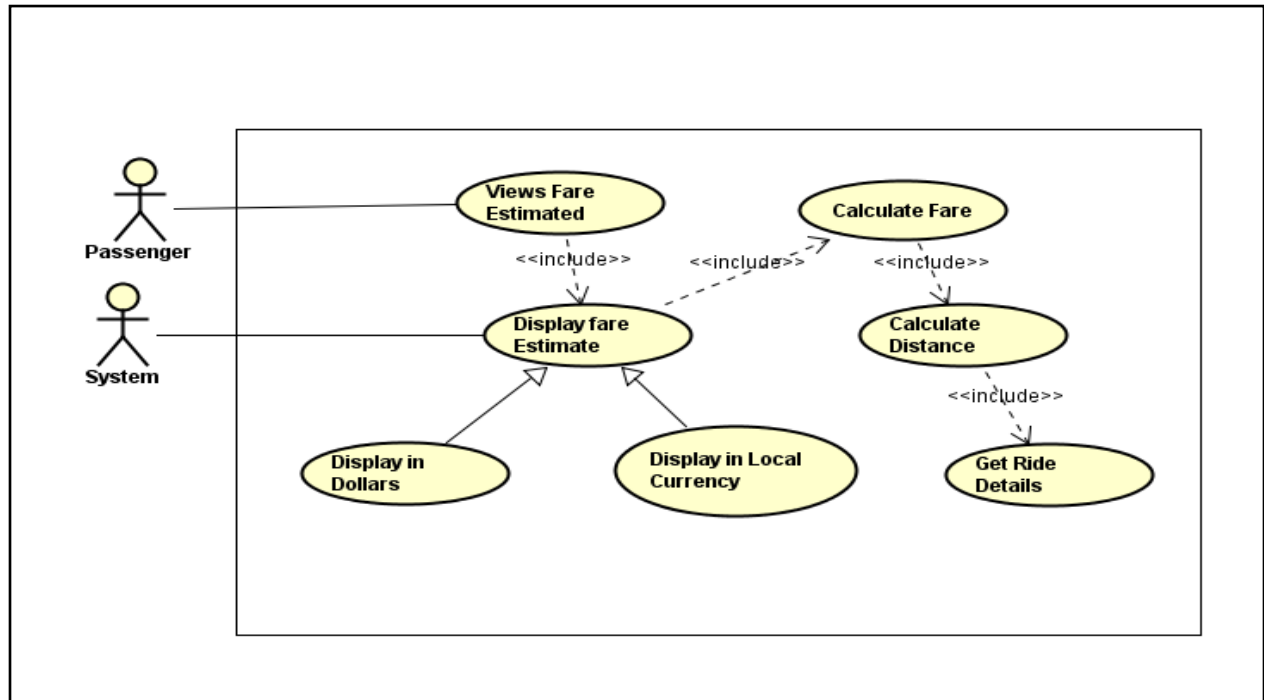 Passenger
System
Views Fare
Estimated
<<include>>
Display fare
Estimate
<<include>>
Calculate Fare
<<include>>
Calculate
Distance
<<include>>
Get Ride
Details
Display in
Dollars
Display in Local
Currency